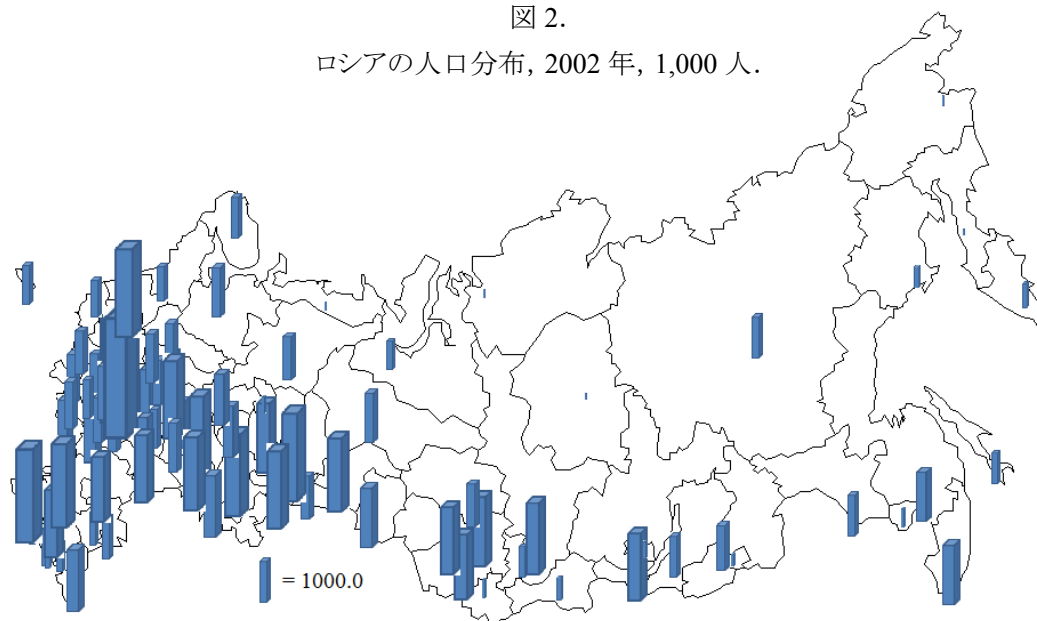 図 2.
ロシアの人口分布, 2002 年, 1,000 人.
= 1000.0